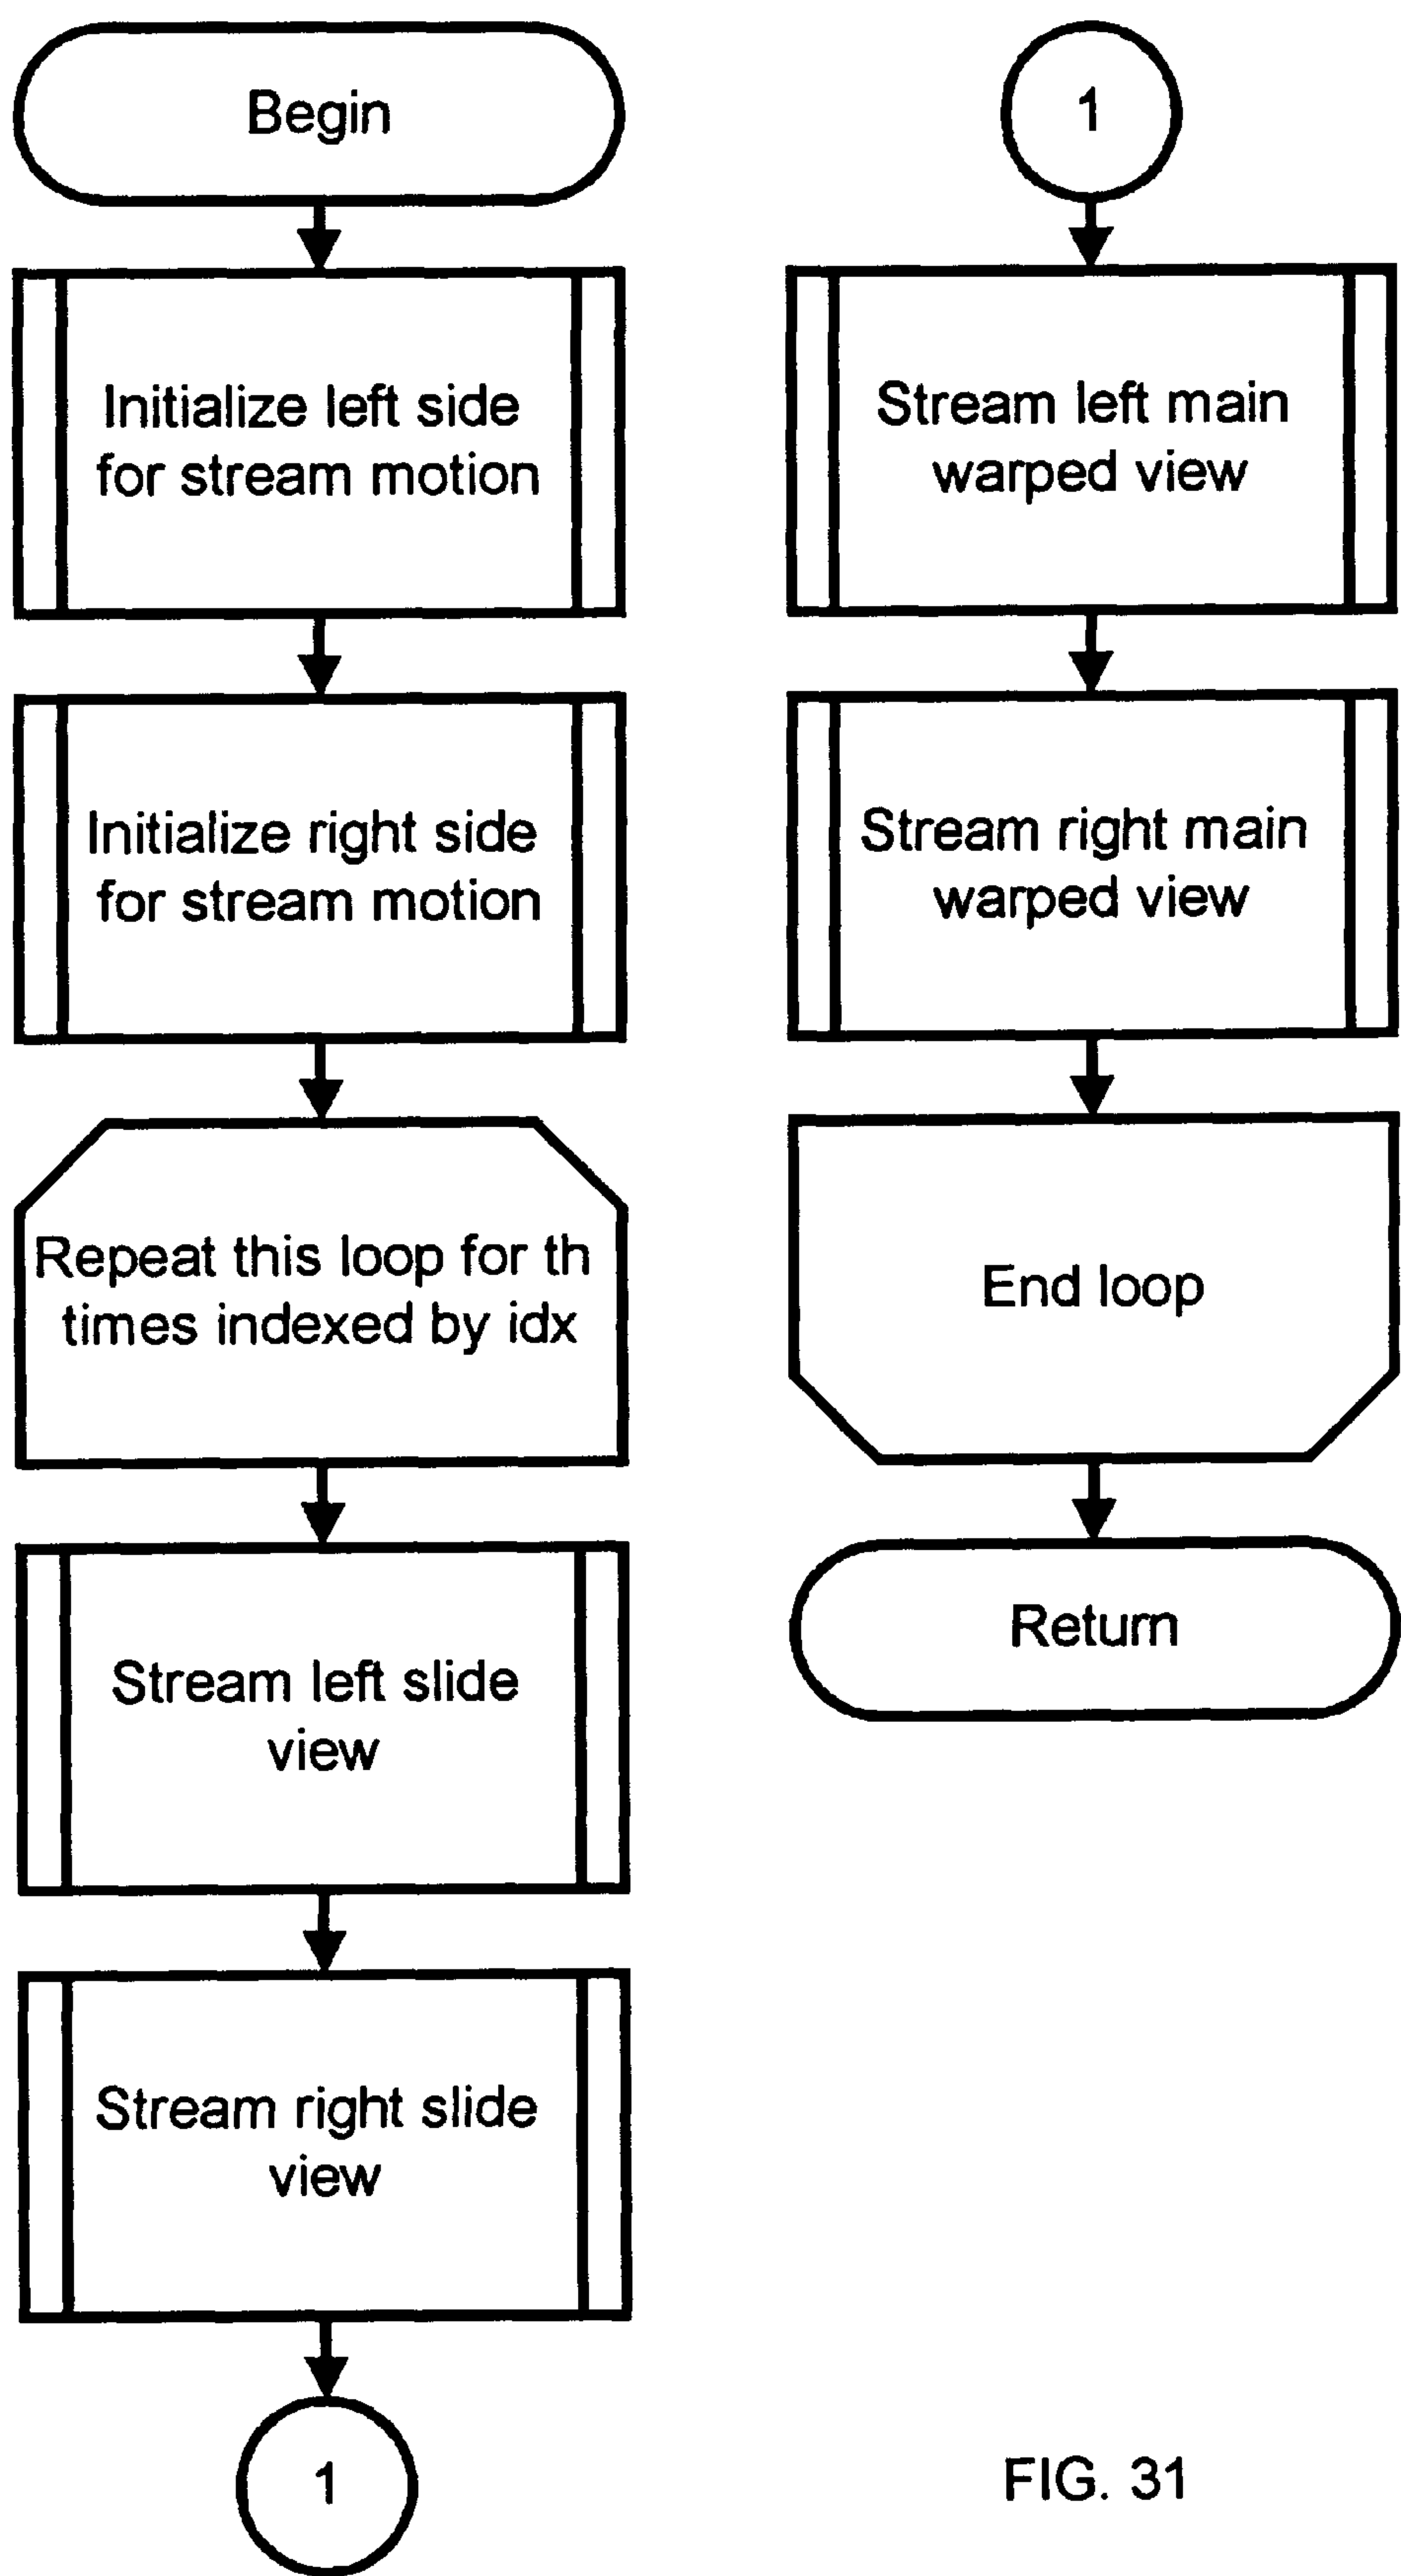 Begin
Initialize left side
for stream motion
Initialize right side
for stream motion
Repeat this loop for th
times indexed by idx
Stream left slide
view
Stream right slide
view
1
1
Stream left main
warped view
Stream right main
warped view
End loop
Return
FIG. 31